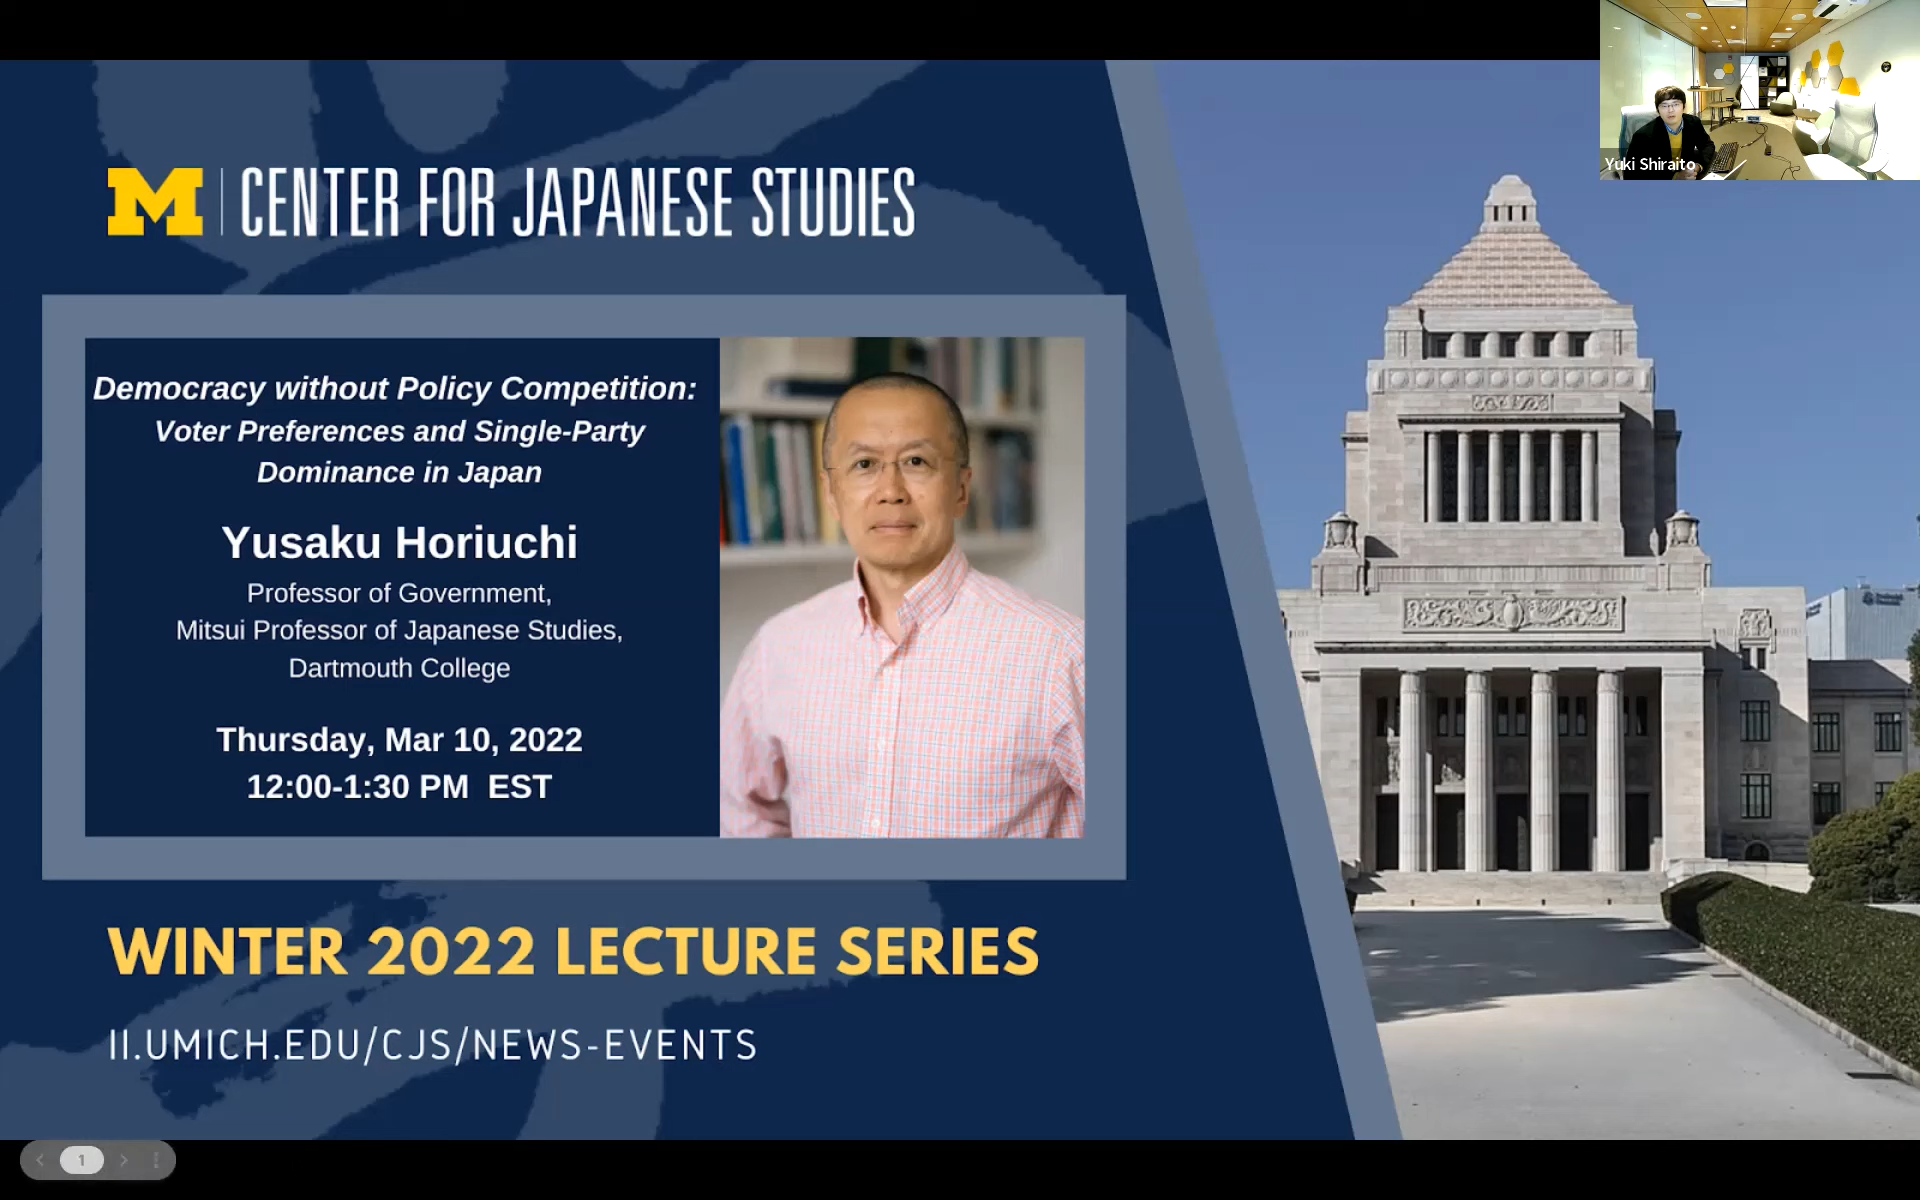 M CENTER FOR JAPANESE STUDIES
Yuki Shiraito
Democracy without Policy Competition:
Voter Preferences and Single-Party
Dominance in Japan
Yusaku Horiuchi
Professor of Government,
Mitsui Professor of Japanese Studies,
Dartmouth College
Thursday, Mar 10, 2022
12:00-1:30 PM EST
WINTER 2022 LECTURE SERIES
II.UMICH.EDU/CJS/NEWS-EVENTS
1